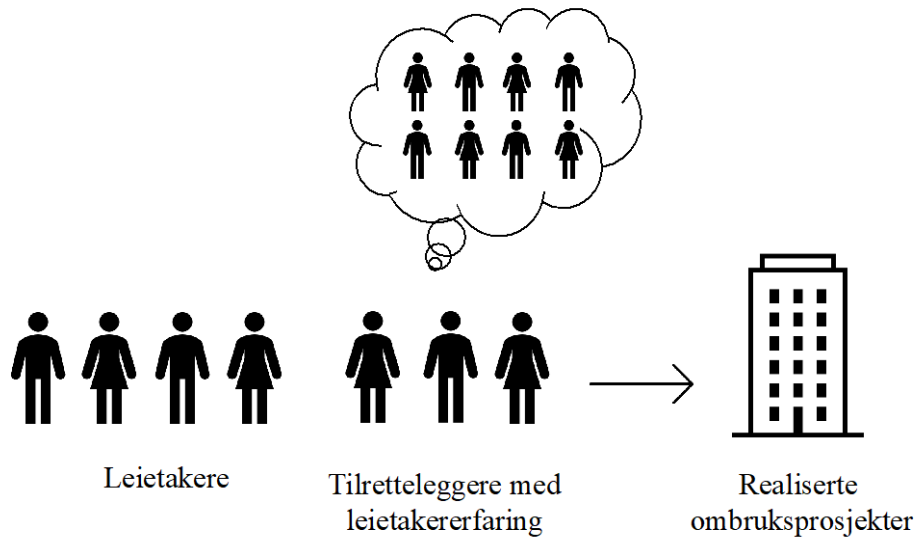 Leietakere
Tilretteleggere med
leietakererfaring
Realiserte
ombruksprosjekter